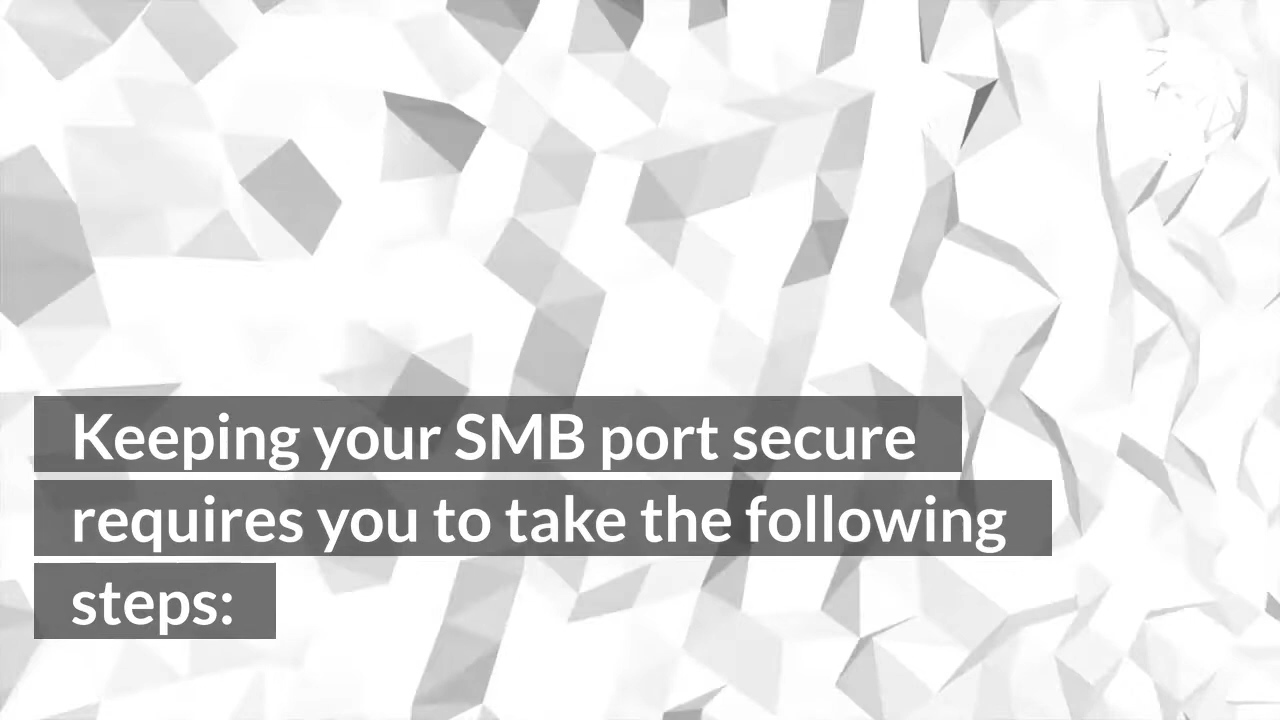 Keeping your SMB port secure
requires you to take the following
steps: